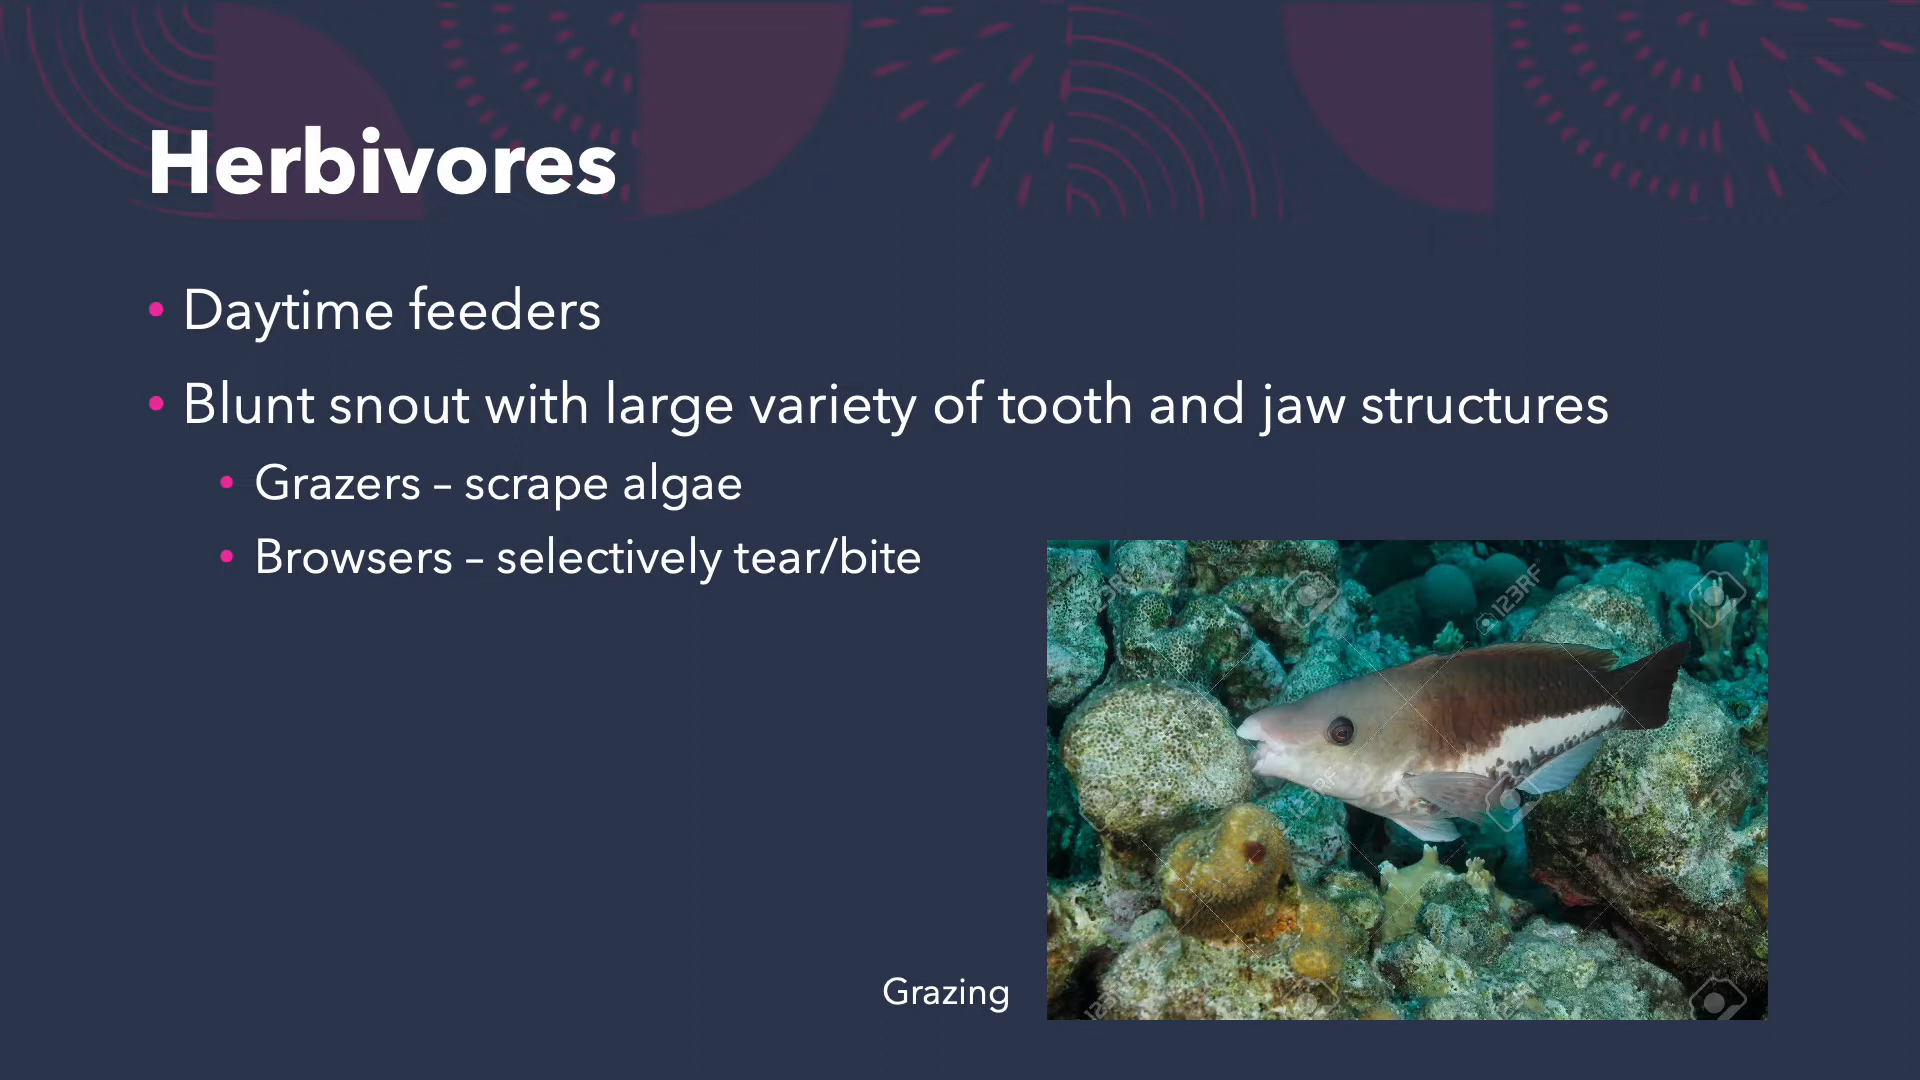 Herbivores
• Daytime feeders
• Blunt snout with large variety of tooth and jaw structures
• Grazers – scrape algae
• Browsers – selectively tear/bite
123RF
Grazing